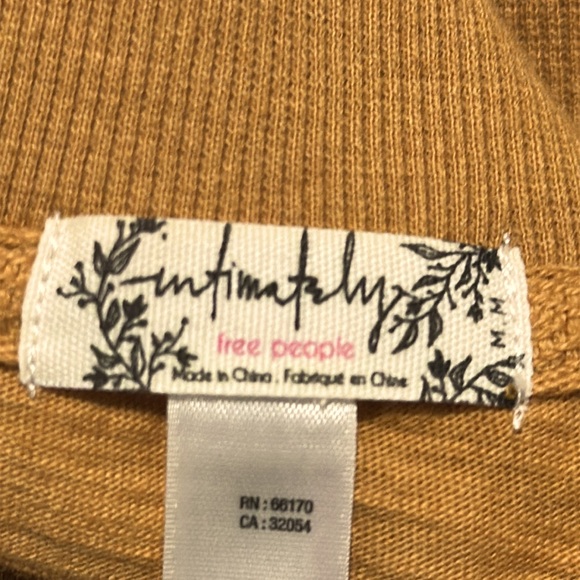 intimately
free people
Made in China . Fabriqué en Chine
M M
RN : 66170
CA : 32054